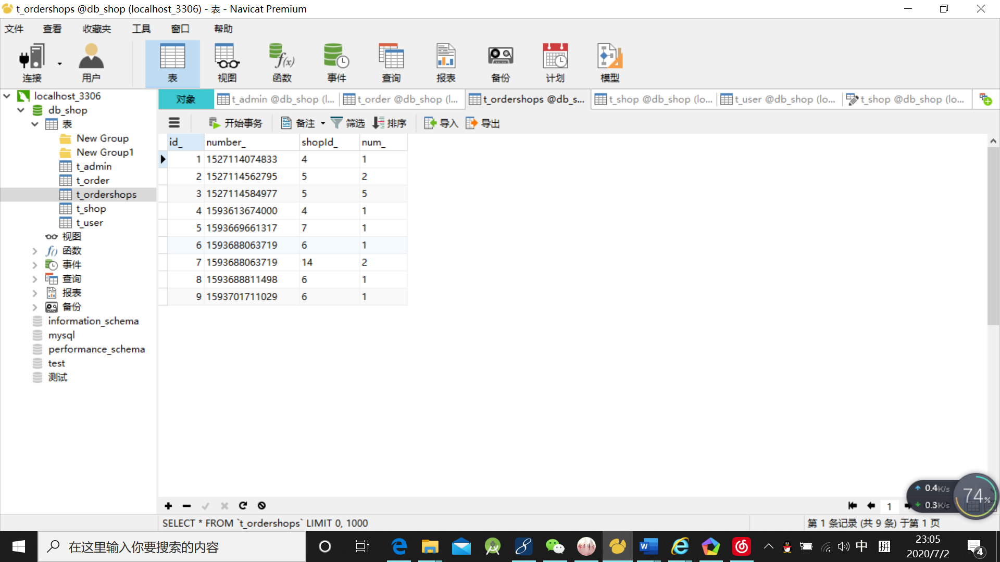 t_ordershops @db_shop (localhost_3306) - 表 - Navicat Premium
文件 查看 收藏夹 工具 窗口 帮助
连接 用户 表 视图 函数 事件 查询 报表 备份 计划 模型
localhost_3306
db_shop
表
New Group
New Group1
t_admin
t_order
t_ordershops
t_shop
t_user
视图
函数
事件
查询
报表
备份
information_schema
mysql
performance_schema
test
测试
对象 t_admin @db_shop (l... t_order @db_shop (l... t_ordershops @db_s... t_shop @db_shop (lo... t_user @db_shop (lo... t_shop @db_shop (lo...
开始事务 备注 筛选 排序 导入 导出
id_ number_ shopId_ num_
1 1527114074833 4 1
2 1527114562795 5 2
3 1527114584977 5 5
4 1593613674000 4 1
5 1593669661317 7 1
6 1593688063719 6 1
7 1593688063719 14 2
8 1593688811498 6 1
9 1593701711029 6 1
1
0.4K/s
0.3K/s
74%
SELECT * FROM `t_ordershops` LIMIT 0, 1000
第 1 条记录 (共 9 条) 于第 1 页
在这里输入你要搜索的内容
中 拼
23:05
2020/7/2
4